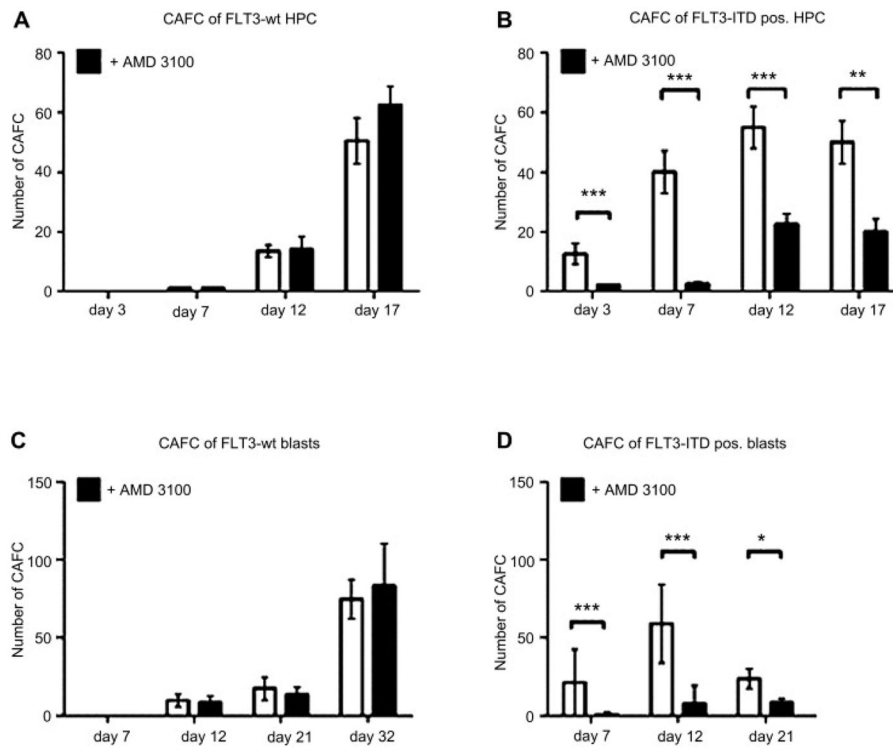 A
CAFC of FLT3-wt HPC
+ AMD 3100
Number of CAFC
80
60
40
20
0
day 3 day 7 day 12 day 17
B
CAFC of FLT3-ITD pos. HPC
+ AMD 3100
Number of CAFC
80
60
40
20
0
*** *** *** **
day 3 day 7 day 12 day 17
C
CAFC of FLT3-wt blasts
+ AMD 3100
Number of CAFC
150
100
50
0
day 7 day 12 day 21 day 32
D
CAFC of FLT3-ITD pos. blasts
+ AMD 3100
Number of CAFC
150
100
50
0
*** *** *
day 7 day 12 day 21